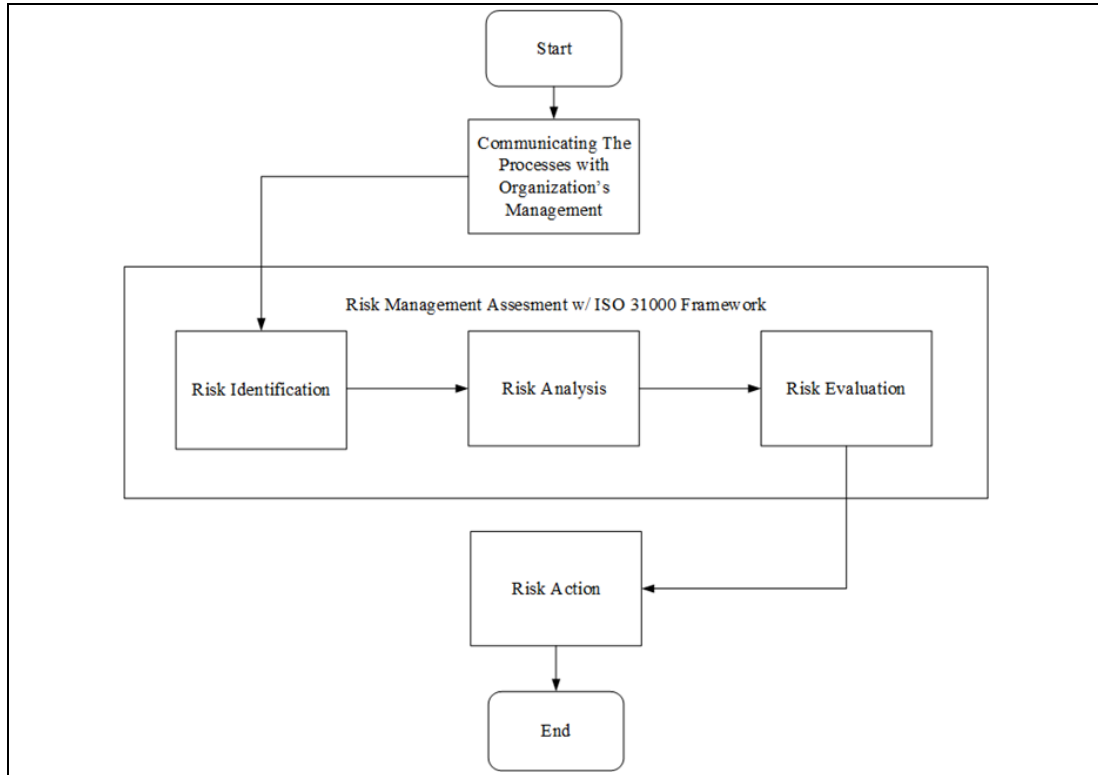 Start
Communicating The
Processes with
Organization’s
Management
Risk Management Assesment w/ ISO 31000 Framework
Risk Identification
Risk Analysis
Risk Evaluation
Risk Action
End